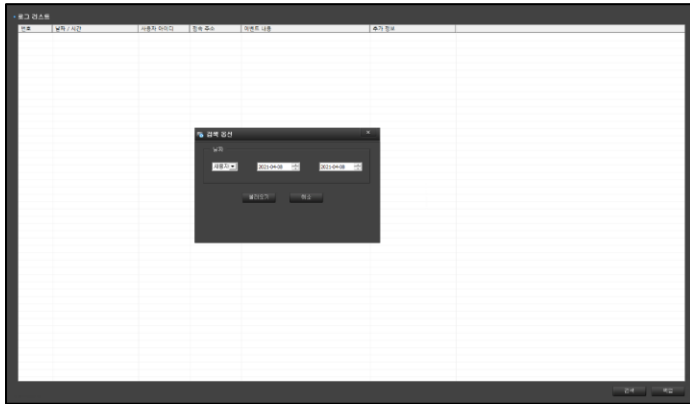 로그 리스트
번호 날짜 / 시간 사용자 아이디 접속 주소 이벤트 내용 추가 정보
검색 옵션
날짜
사용자 2021-04-08 2021-04-08
불러오기 취소
검색